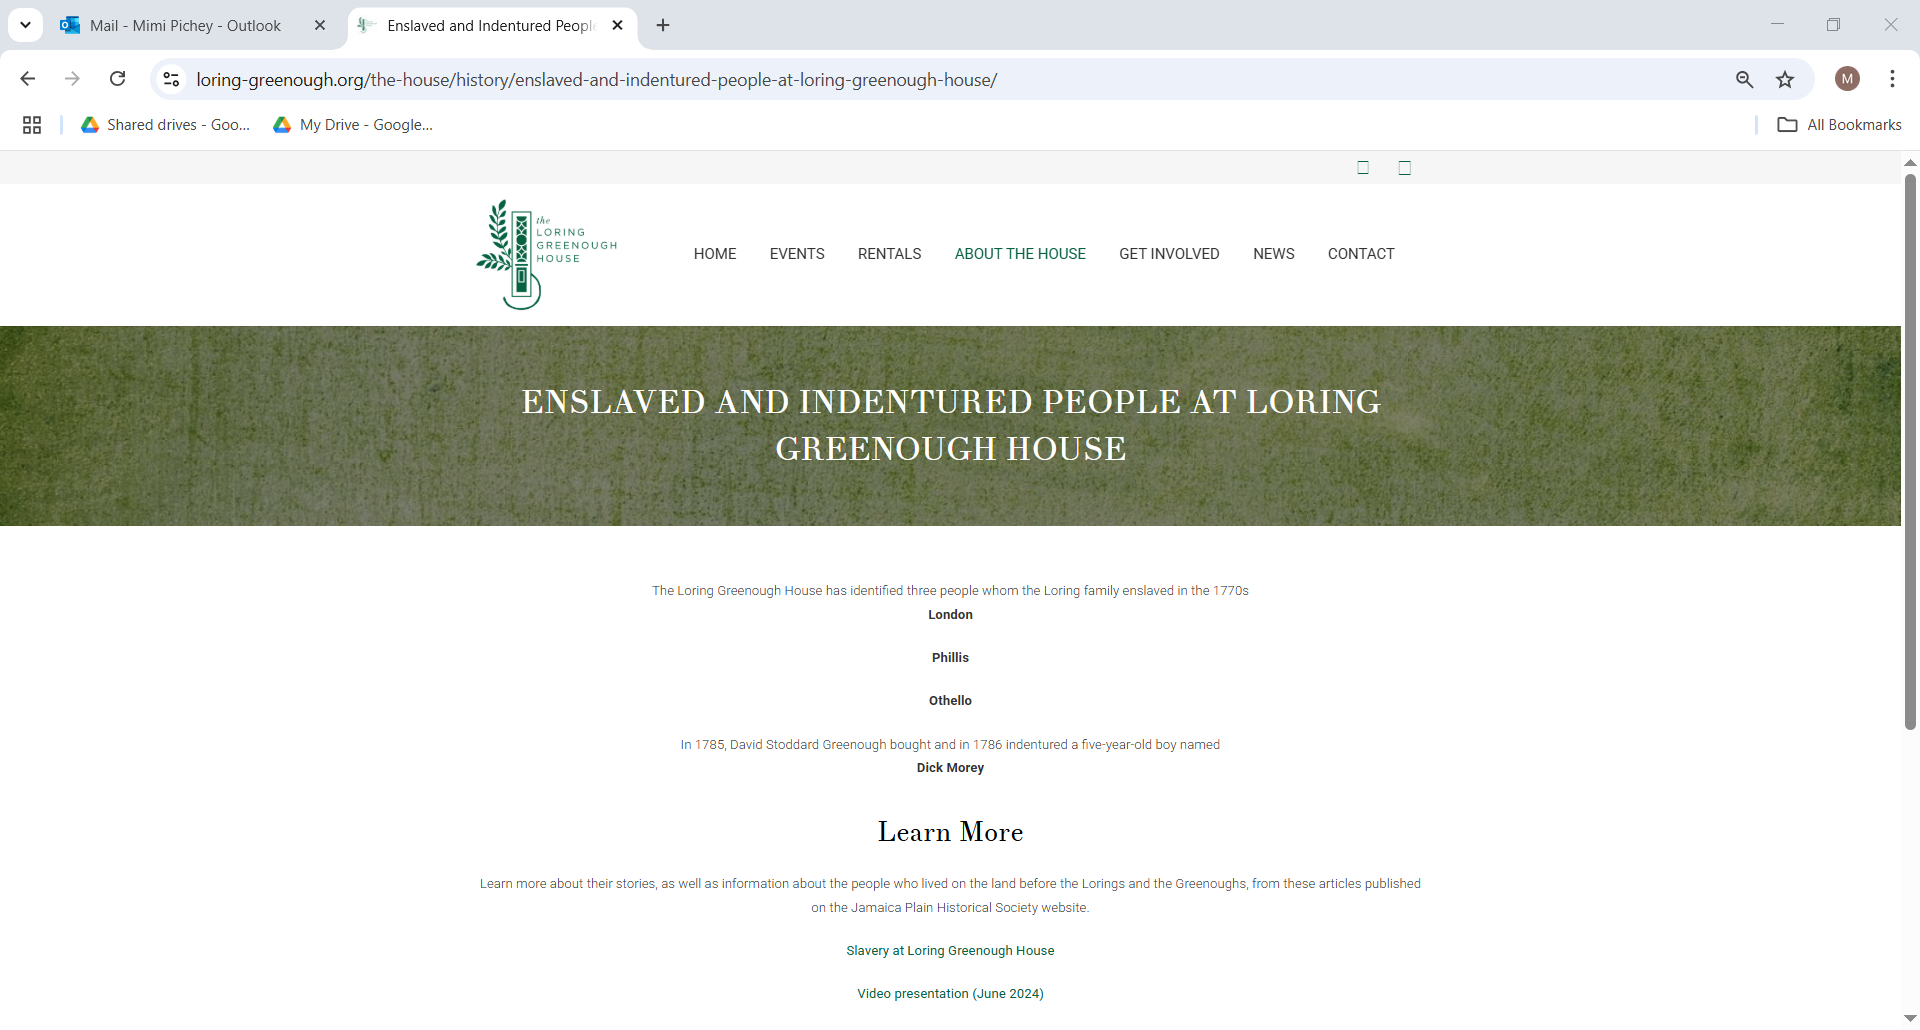 Mail - Mimi Pichey - Outlook
Enslaved and Indentured People
loring-greenough.org/the-house/history/enslaved-and-indentured-people-at-loring-greenough-house/
M
Shared drives - Goo...
My Drive - Google...
All Bookmarks
the
LORING
GREENOUGH
HOUSE
HOME EVENTS RENTALS ABOUT THE HOUSE GET INVOLVED NEWS CONTACT
ENSLAVED AND INDENTURED PEOPLE AT LORING
GREENOUGH HOUSE
The Loring Greenough House has identified three people whom the Loring family enslaved in the 1770s
London
Phillis
Othello
In 1785, David Stoddard Greenough bought and in 1786 indentured a five-year-old boy named
Dick Morey
Learn More
Learn more about their stories, as well as information about the people who lived on the land before the Lorings and the Greenoughs, from these articles published
on the Jamaica Plain Historical Society website.
Slavery at Loring Greenough House
Video presentation (June 2024)